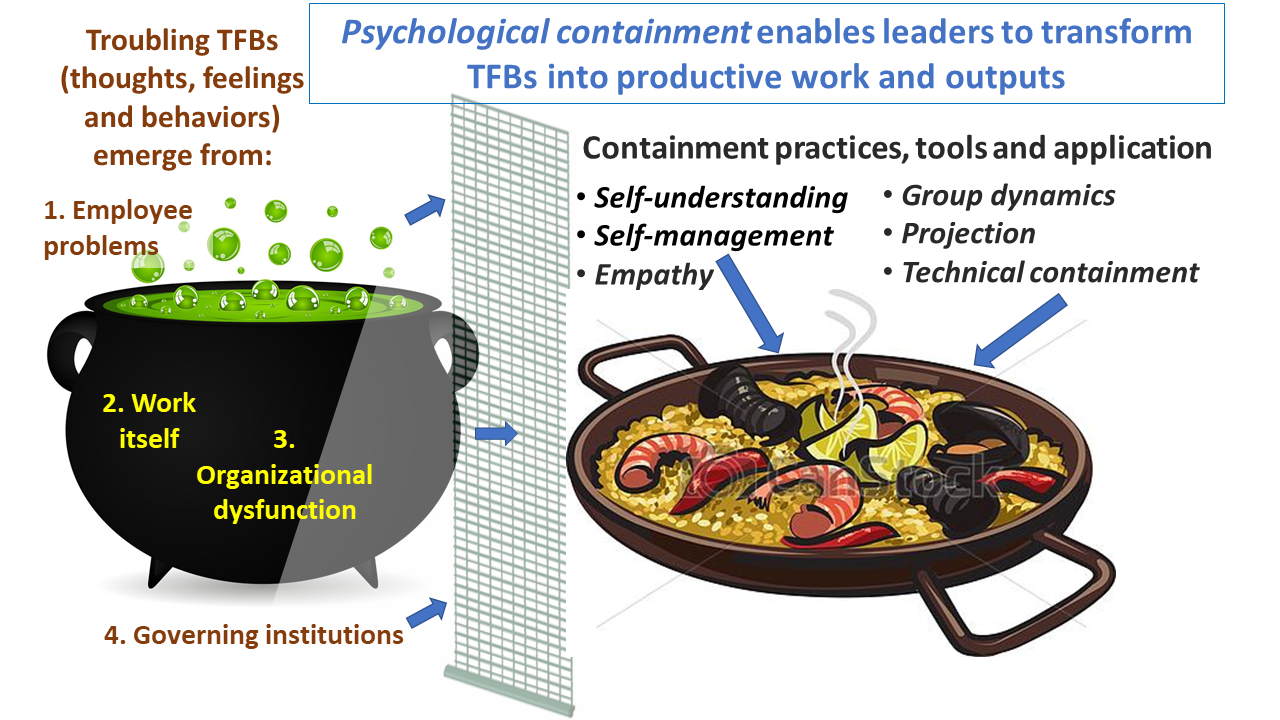 Troubling TFBs
(thoughts, feelings
and behaviors)
emerge from:
Psychological containment enables leaders to transform
TFBs into productive work and outputs
1. Employee
problems
2. Work
itself
3.
Organizational
dysfunction
4. Governing institutions
Containment practices, tools and application
• Self-understanding
• Self-management
• Empathy
• Group dynamics
• Projection
• Technical containment
CanStock